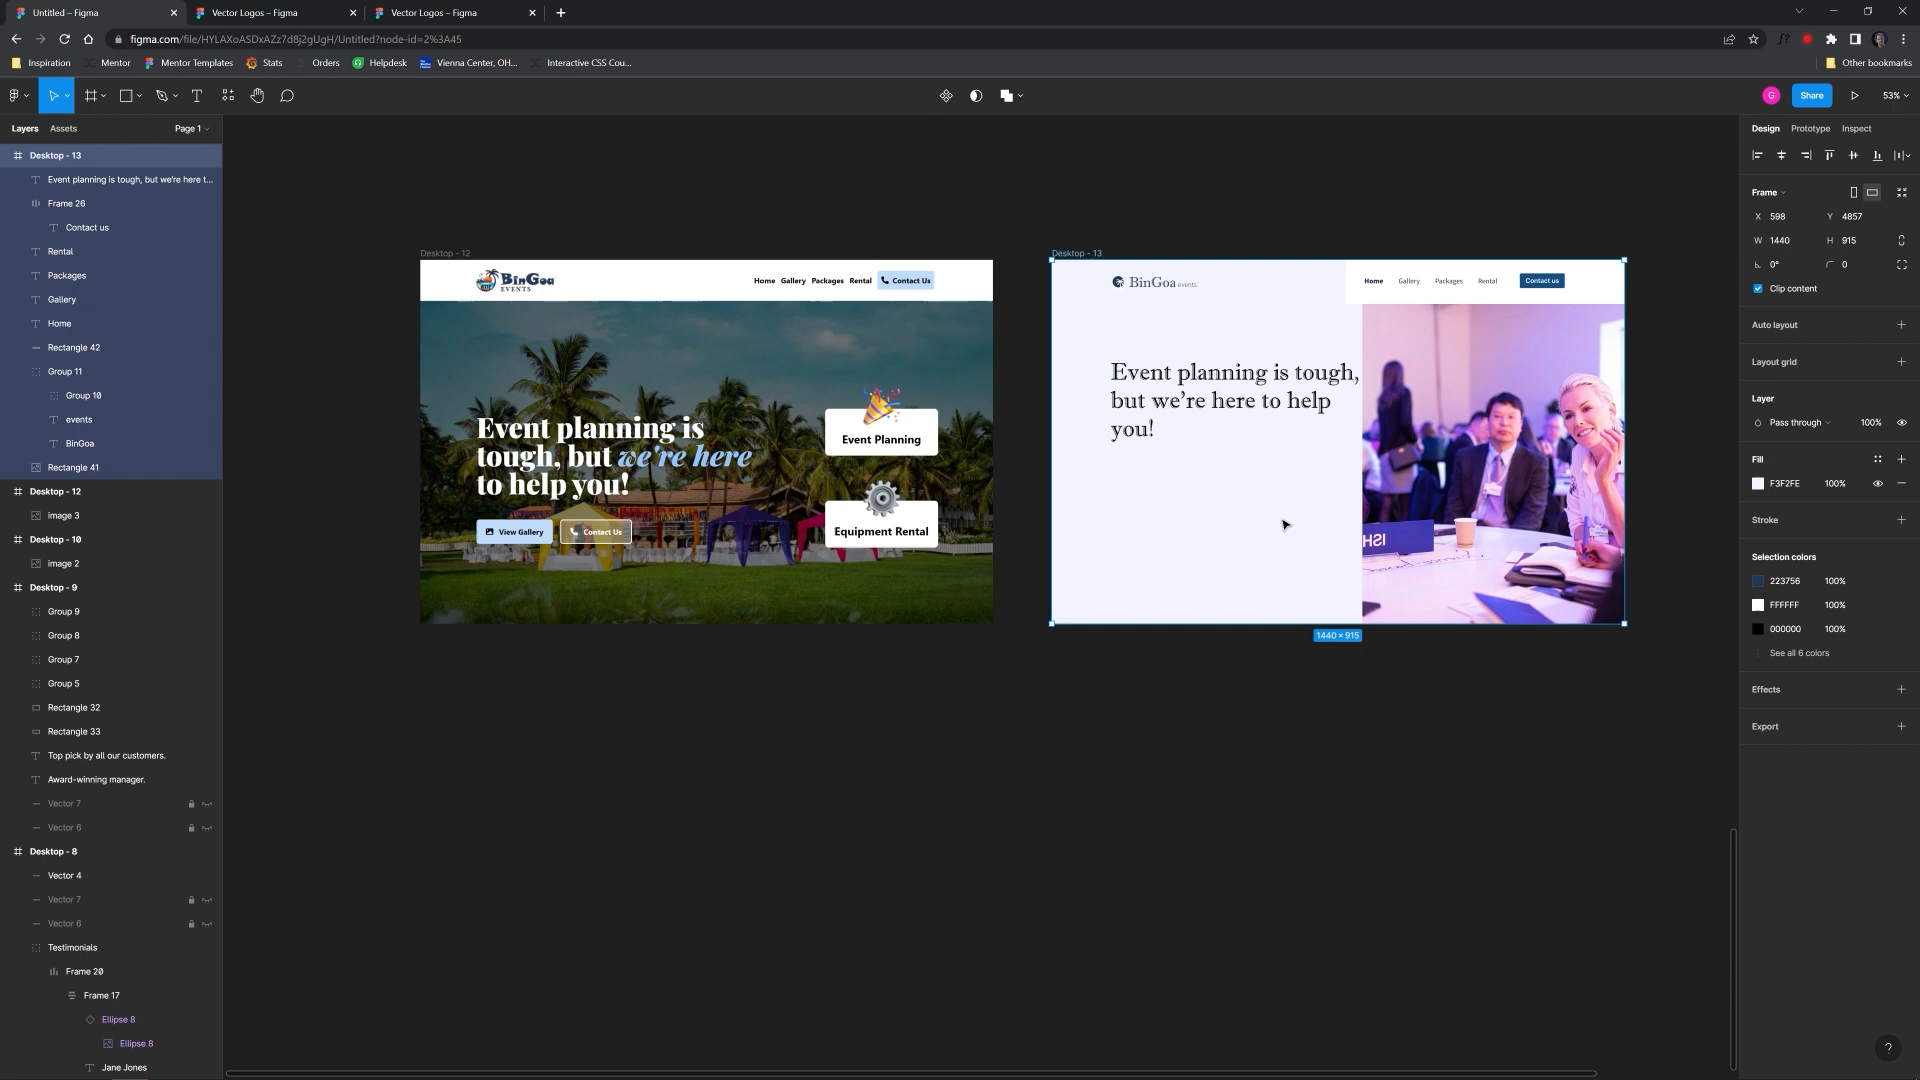 Untitled – Figma
Vector Logos – Figma
Vector Logos – Figma
figma.com/file/HYLAXoASDxAZz7d8j2gUgH/Untitled?node-id=2%3A45
Inspiration
Mentor
Mentor Templates
Stats
Orders
Helpdesk
Vienna Center, OH...
Interactive CSS Cou...
Other bookmarks
G
Share
53%
Layers
Assets
Page 1
Desktop - 13
Event planning is tough, but we're here t...
Frame 26
Contact us
Rental
Packages
Gallery
Home
Rectangle 42
Group 11
Group 10
events
BinGoa
Rectangle 41
Desktop - 12
image 3
Desktop - 10
image 2
Desktop - 9
Group 9
Group 8
Group 7
Group 5
Rectangle 32
Rectangle 33
Top pick by all our customers.
Award-winning manager.
Vector 7
Vector 6
Desktop - 8
Vector 4
Vector 7
Vector 6
Testimonials
Frame 20
Frame 17
Ellipse 8
Ellipse 8
Jane Jones
Desktop - 12
BinGoa
EVENTS
Home Gallery Packages Rental Contact Us
Event planning is
tough, but we're here
to help you!
View Gallery
Contact Us
Event Planning
Equipment Rental
Desktop - 13
BinGoa events
Home Gallery Packages Rental Contact us
Event planning is tough,
but we're here to help
you!
1440 × 915
Design
Prototype
Inspect
Frame
X 598 Y 4857
W 1440 H 915
0° 0
Clip content
Auto layout
Layout grid
Layer
Pass through 100%
Fill
F3F2FE 100%
Stroke
Selection colors
223756 100%
FFFFFF 100%
000000 100%
See all 6 colors
Effects
Export
?